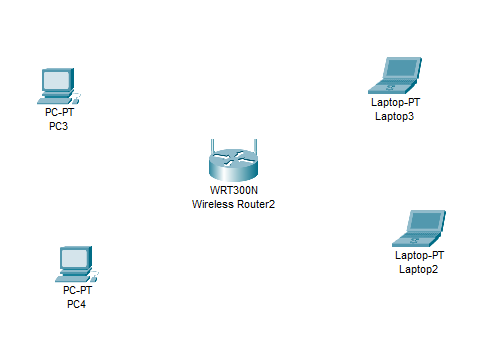 PC-PT
PC3
Laptop-PT
Laptop3
WRT300N
Wireless Router2
Laptop-PT
Laptop2
PC-PT
PC4